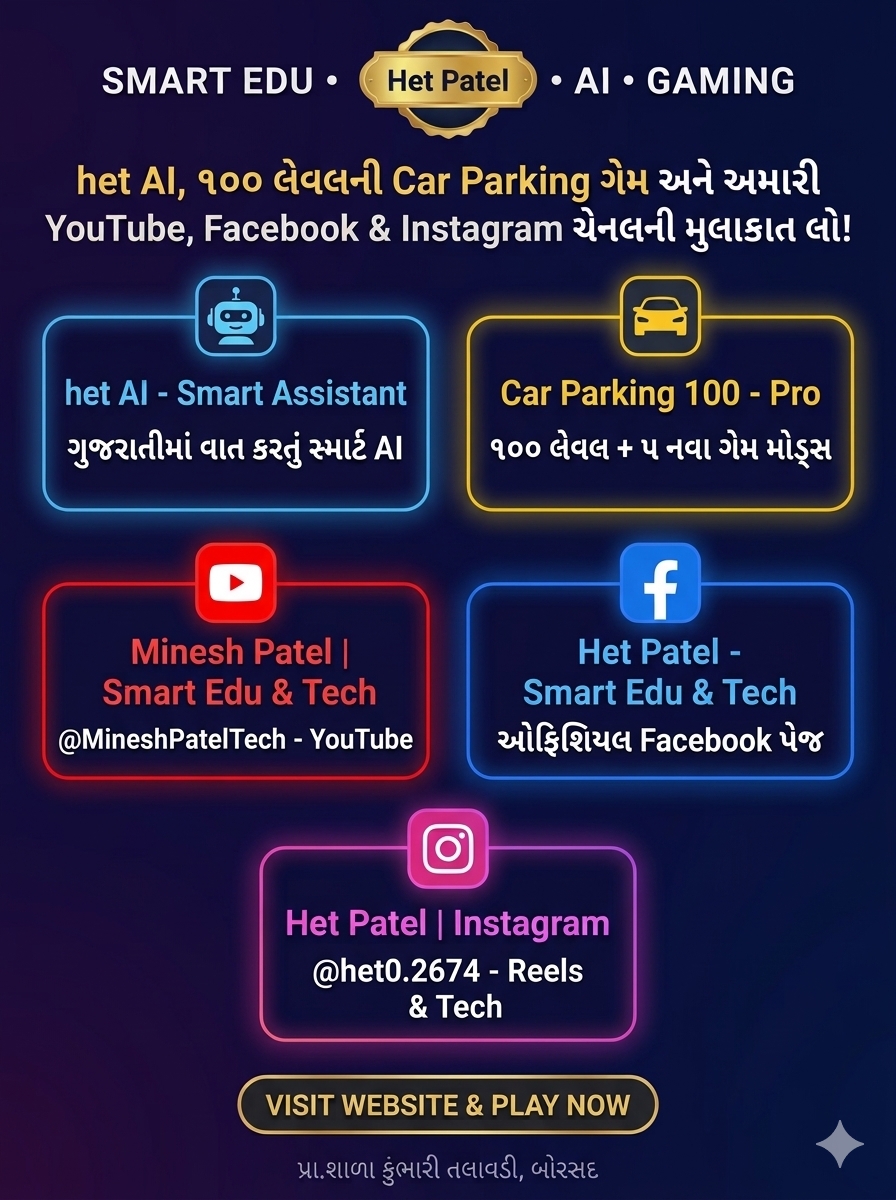 SMART EDU • Het Patel • AI • GAMING
het AI, ૧૦૦ લેવલની Car Parking ગેમ અને અમારી
YouTube, Facebook & Instagram ચેનલની મુલાકાત લો!
het AI - Smart Assistant
ગુજરાતીમાં વાત કરતું સ્માર્ટ AI
Car Parking 100 - Pro
૧૦૦ લેવલ + ૫ નવા ગેમ મોડ્સ
Minesh Patel |
Smart Edu & Tech
@MineshPatelTech - YouTube
Het Patel -
Smart Edu & Tech
ઓફિશિયલ Facebook પેજ
Het Patel | Instagram
@het0.2674 - Reels
& Tech
VISIT WEBSITE & PLAY NOW
પ્રા.શાળા કુંભારી તલાવડી, બોરસદ